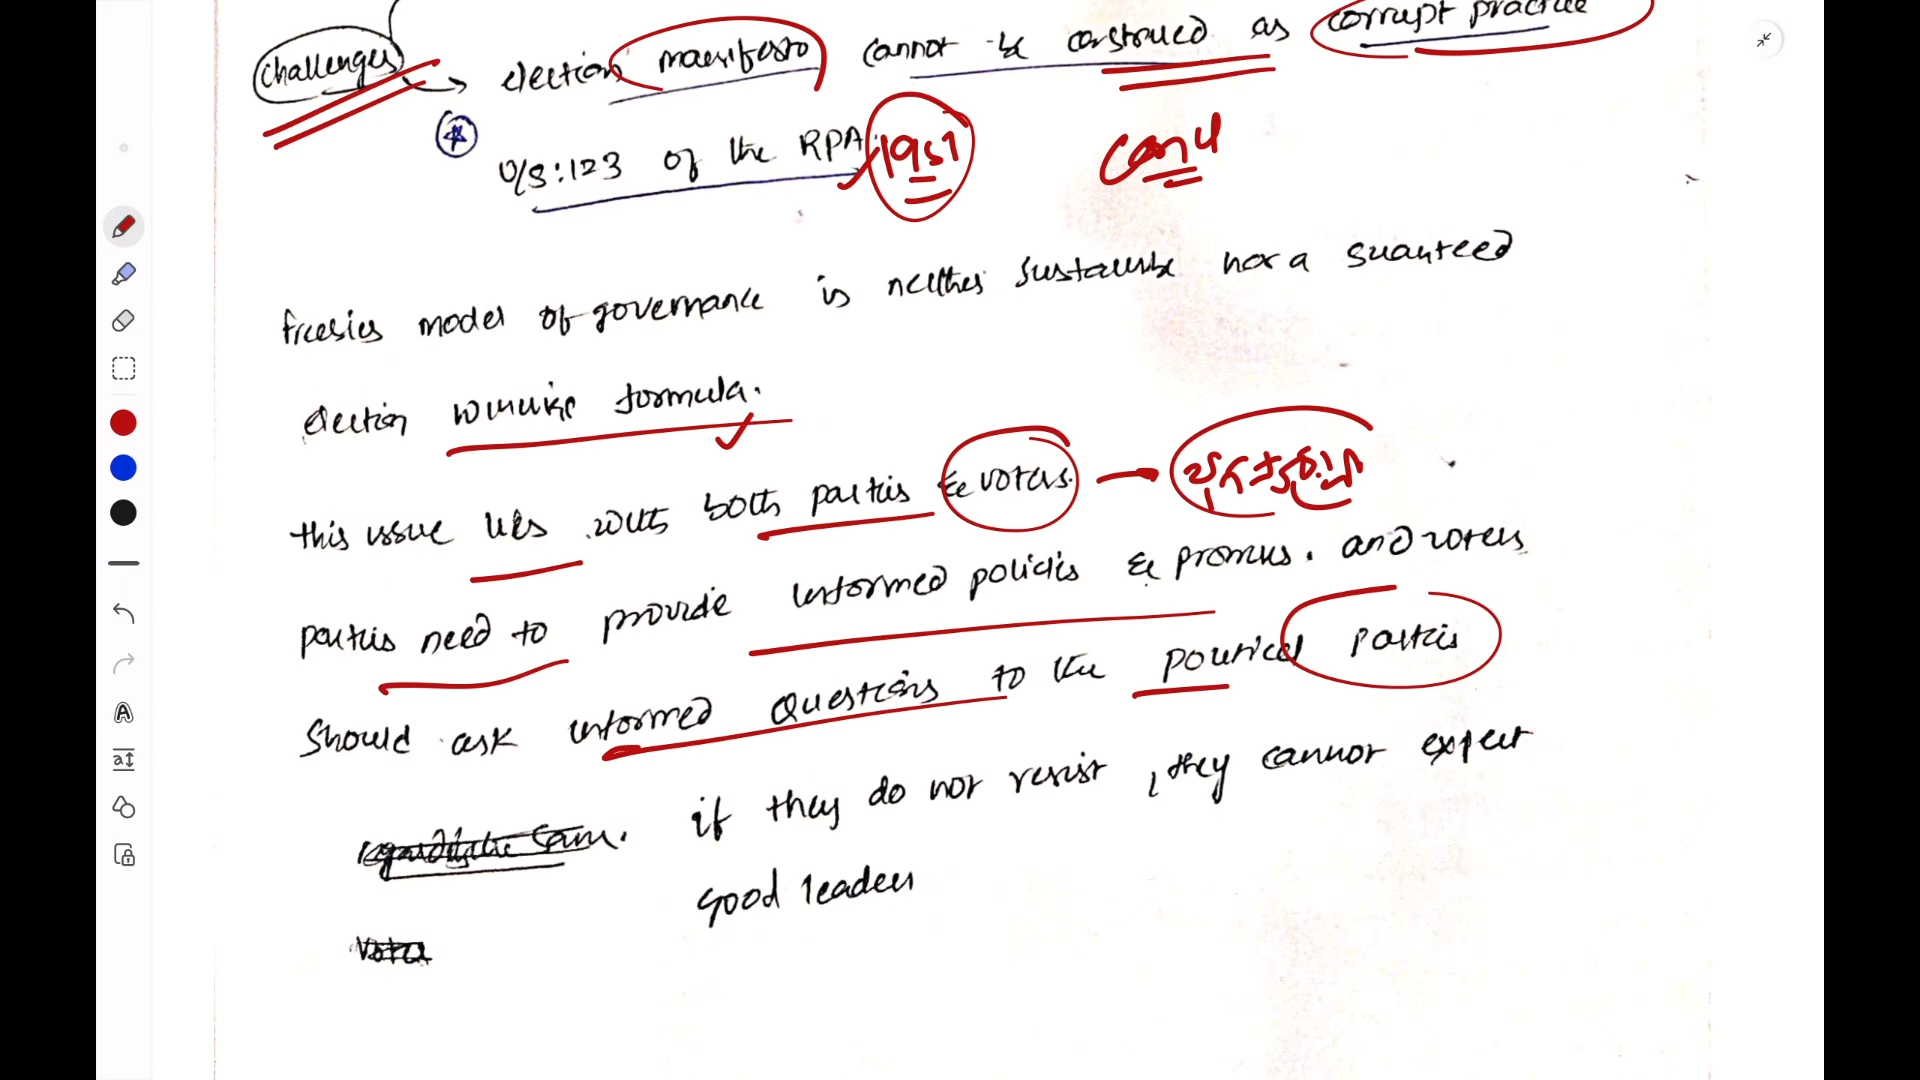 challenges → election manifesto cannot be construed as corrupt practice
U/S:123 of the RPA 1951
freebies model of governance is neither sustainable nor a guaranteed
election winning formula.
this issue lies with both parties & voters.
parties need to provide informed policies & promises. and voters
should ask informed questions to the political parties
if they do not resist, they cannot expect
good leaders